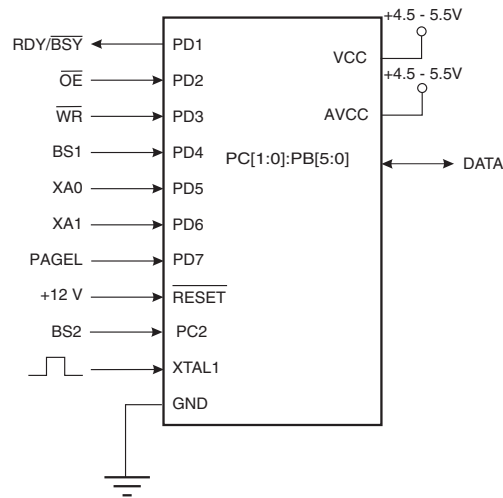 +4.5 - 5.5V
RDY/BSY PD1
VCC
OE PD2
+4.5 - 5.5V
WR PD3
AVCC
BS1 PD4
PC[1:0]:PB[5:0] DATA
XA0 PD5
XA1 PD6
PAGEL PD7
+12 V RESET
BS2 PC2
XTAL1
GND